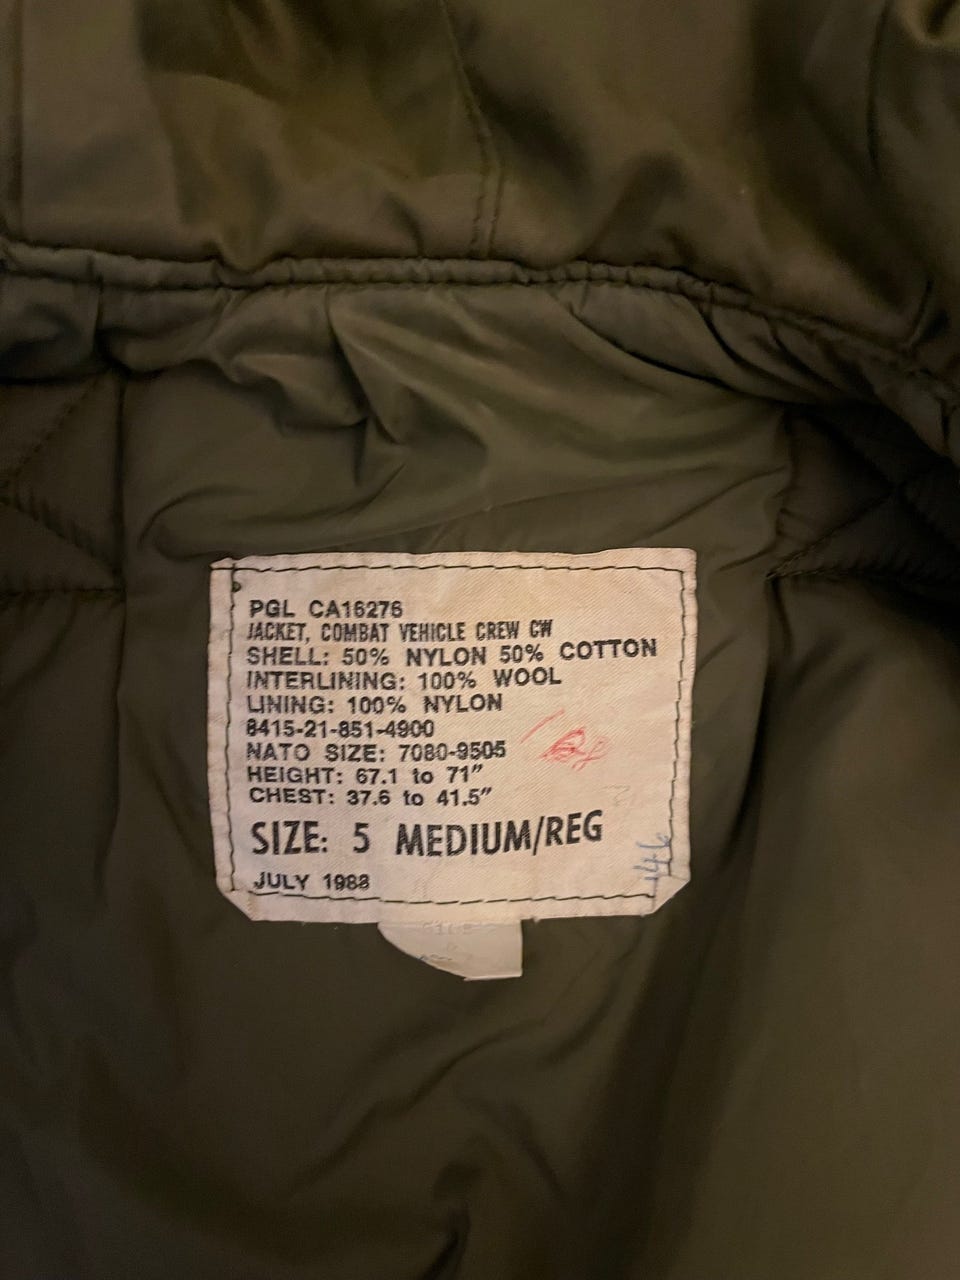 PGL CA16276
JACKET, COMBAT VEHICLE CREW CW
SHELL: 50% NYLON 50% COTTON
INTERLINING: 100% WOOL
LINING: 100% NYLON
8415-21-851-4900
NATO SIZE: 7080-9505
HEIGHT: 67.1 to 71"
CHEST: 37.6 to 41.5"
SIZE: 5 MEDIUM/REG
JULY 1988